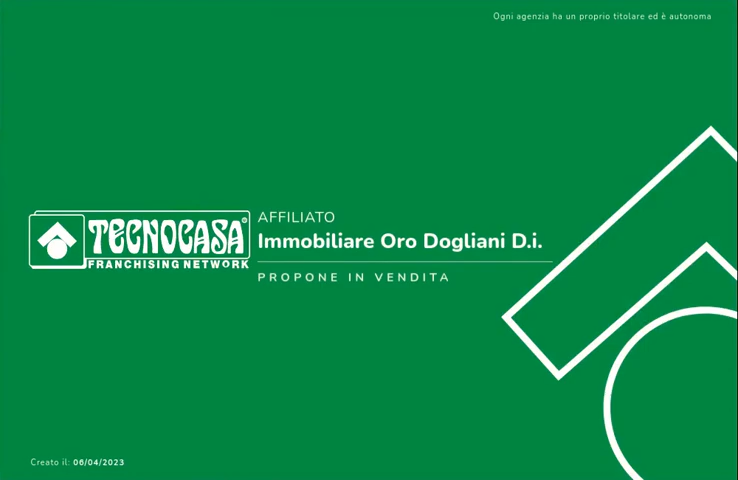 Ogni agenzia ha un proprio titolare ed è autonoma
TECNOCASA®
FRANCHISING NETWORK
AFFILIATO
Immobiliare Oro Dogliani D.i.
PROPONE IN VENDITA
Creato il: 06/04/2023